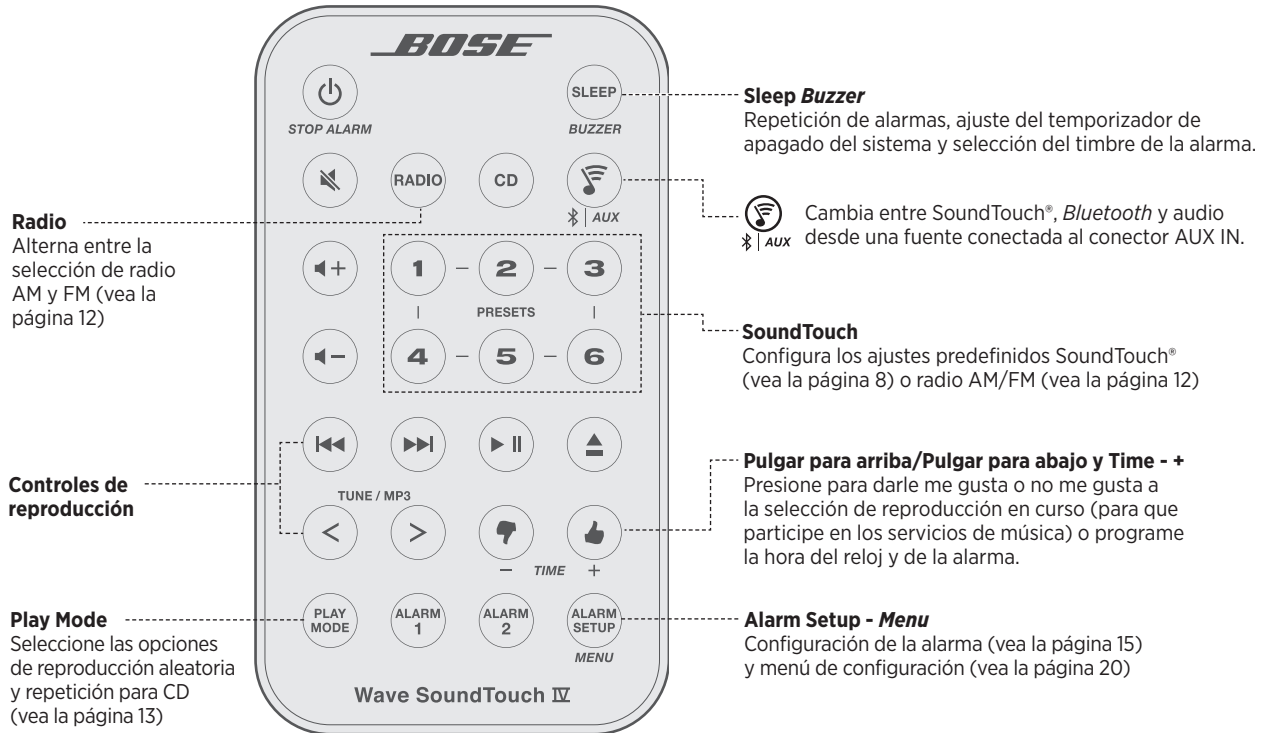 BOSE
SLEEP
STOP ALARM
BUZZER
RADIO
CD
AUX
1 – 2 – 3
PRESETS
4 – 5 – 6
TUNE / MP3
<
>
– TIME +
PLAY
MODE
ALARM
1
ALARM
2
ALARM
SETUP
MENU
Wave SoundTouch IV
Radio
Alterna entre la
selección de radio
AM y FM (vea la
página 12)
Controles de
reproducción
Play Mode
Seleccione las opciones
de reproducción aleatoria
y repetición para CD
(vea la página 13)
Sleep Buzzer
Repetición de alarmas, ajuste del temporizador de
apagado del sistema y selección del timbre de la alarma.
AUX
Cambia entre SoundTouch®, Bluetooth y audio
desde una fuente conectada al conector AUX IN.
SoundTouch
Configura los ajustes predefinidos SoundTouch®
(vea la página 8) o radio AM/FM (vea la página 12)
Pulgar para arriba/Pulgar para abajo y Time - +
Presione para darle me gusta o no me gusta a
la selección de reproducción en curso (para que
participe en los servicios de música) o programe
la hora del reloj y de la alarma.
Alarm Setup - Menu
Configuración de la alarma (vea la página 15)
y menú de configuración (vea la página 20)